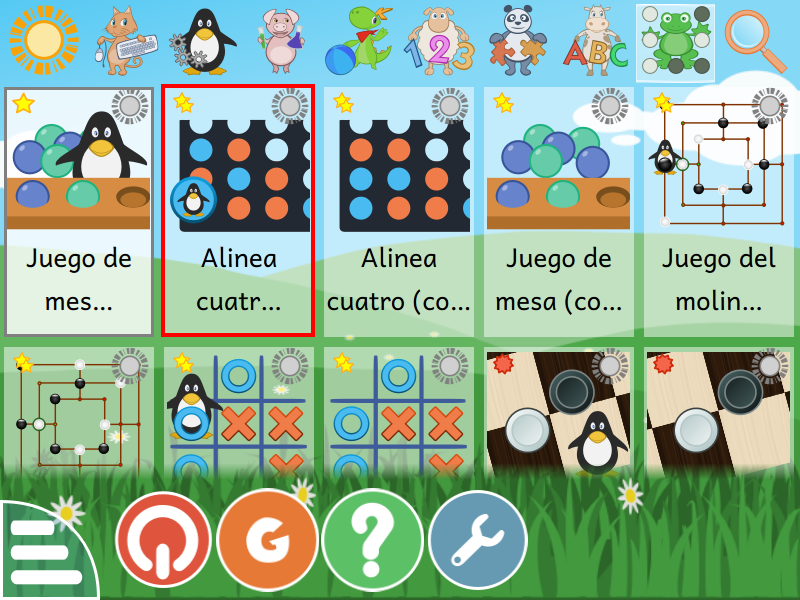 123
ABC
Juego de
mes...
Alinea
cuatr...
Alinea
cuatro (co...
Juego de
mesa (co...
Juego del
molin...
G
?